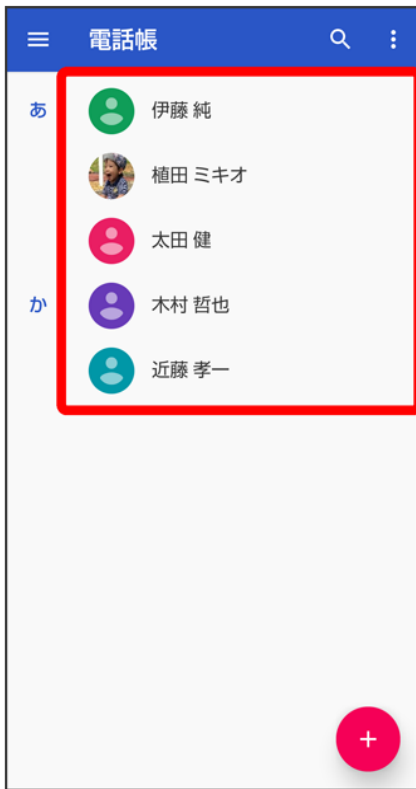 電話帳
あ
伊藤 純
植田 ミキオ
太田 健
か
木村 哲也
近藤 孝一